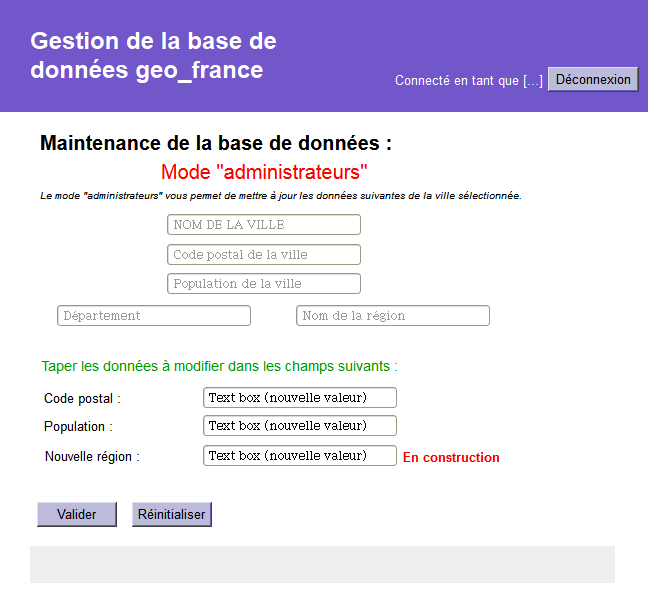 Gestion de la base de
données geo_france
Connecté en tant que [...] Déconnexion
Maintenance de la base de données :
Mode "administrateurs"
Le mode "administrateurs" vous permet de mettre à jour les données suivantes de la ville sélectionnée.
NOM DE LA VILLE
Code postal de la ville
Population de la ville
Département Nom de la région
Taper les données à modifier dans les champs suivants :
Code postal : Text box (nouvelle valeur)
Population : Text box (nouvelle valeur)
Nouvelle région : Text box (nouvelle valeur) En construction
Valider Réinitialiser